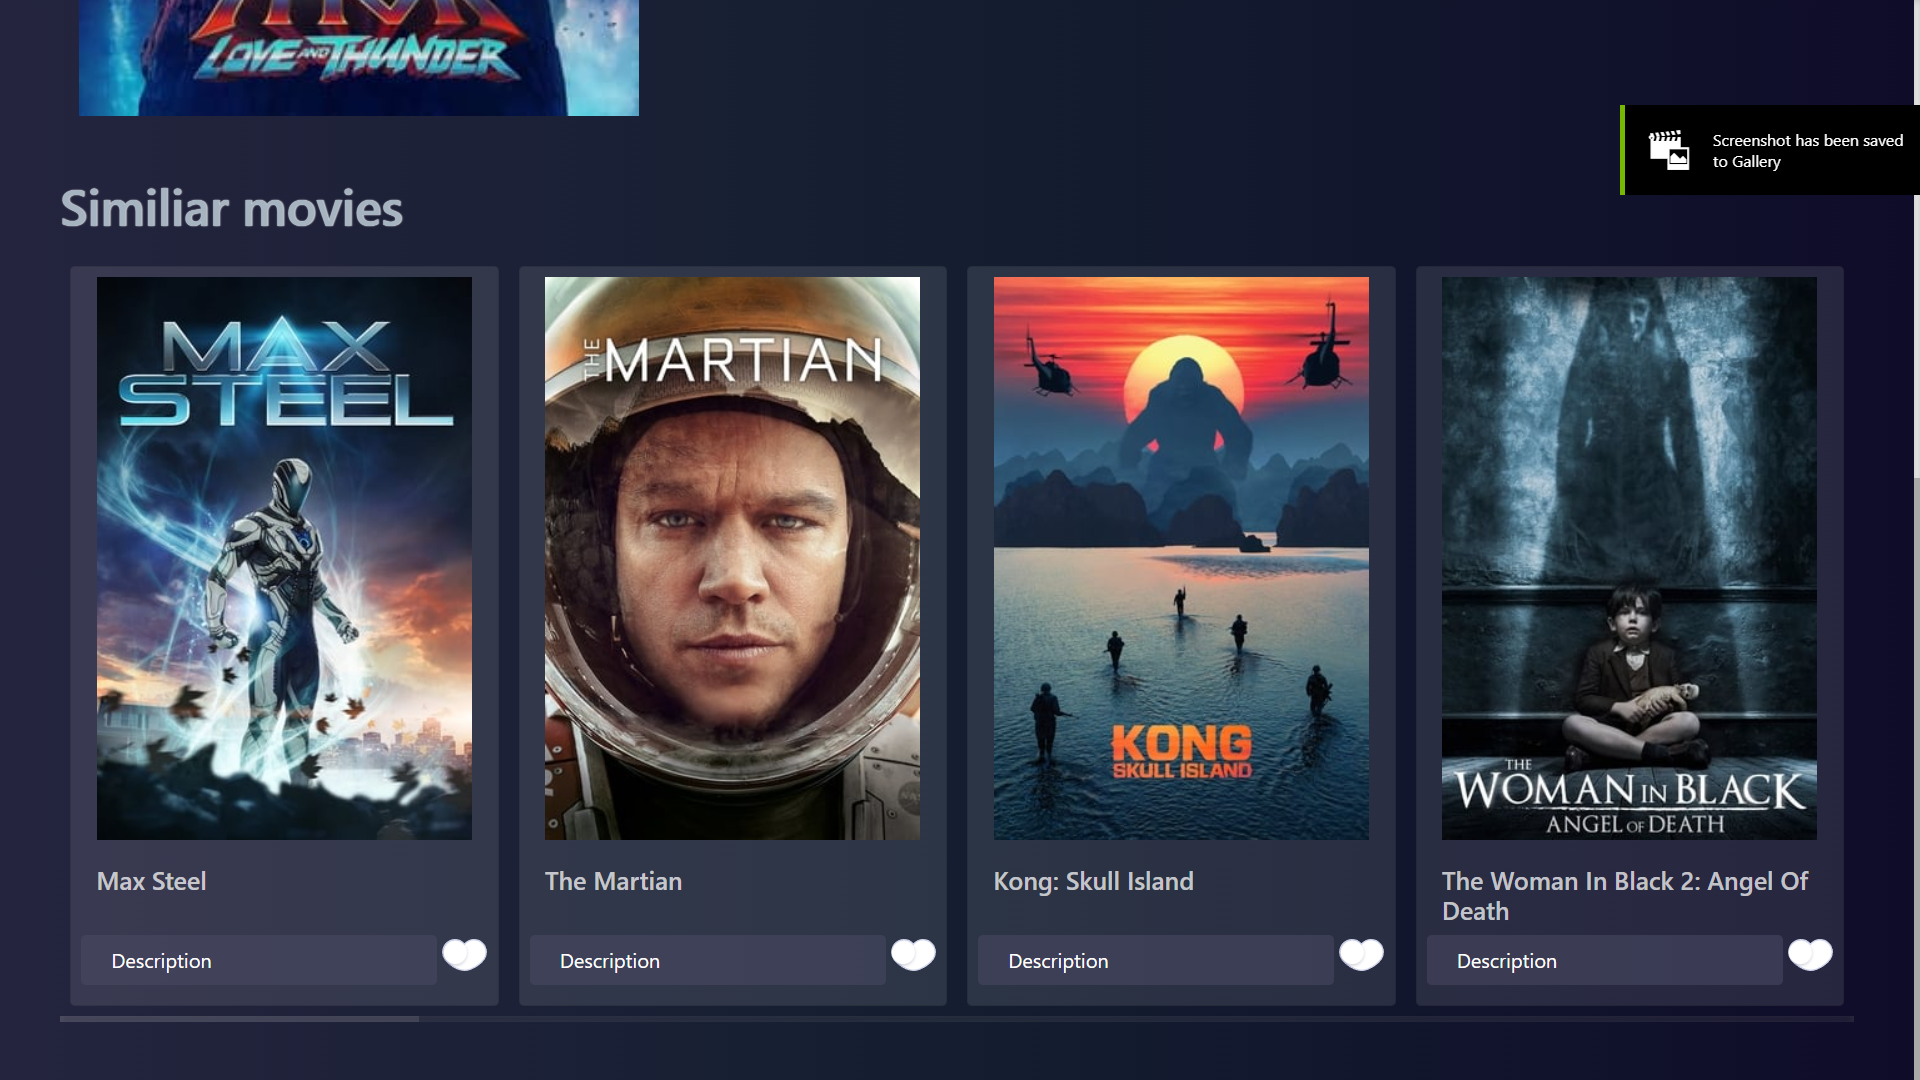 LOVE AND THUNDER
Screenshot has been saved
to Gallery
Similiar movies
MAX
STEEL
THE MARTIAN
KONG
SKULL ISLAND
THE
WOMAN IN BLACK
ANGEL OF DEATH
Max Steel
The Martian
Kong: Skull Island
The Woman In Black 2: Angel Of
Death
Description
Description
Description
Description